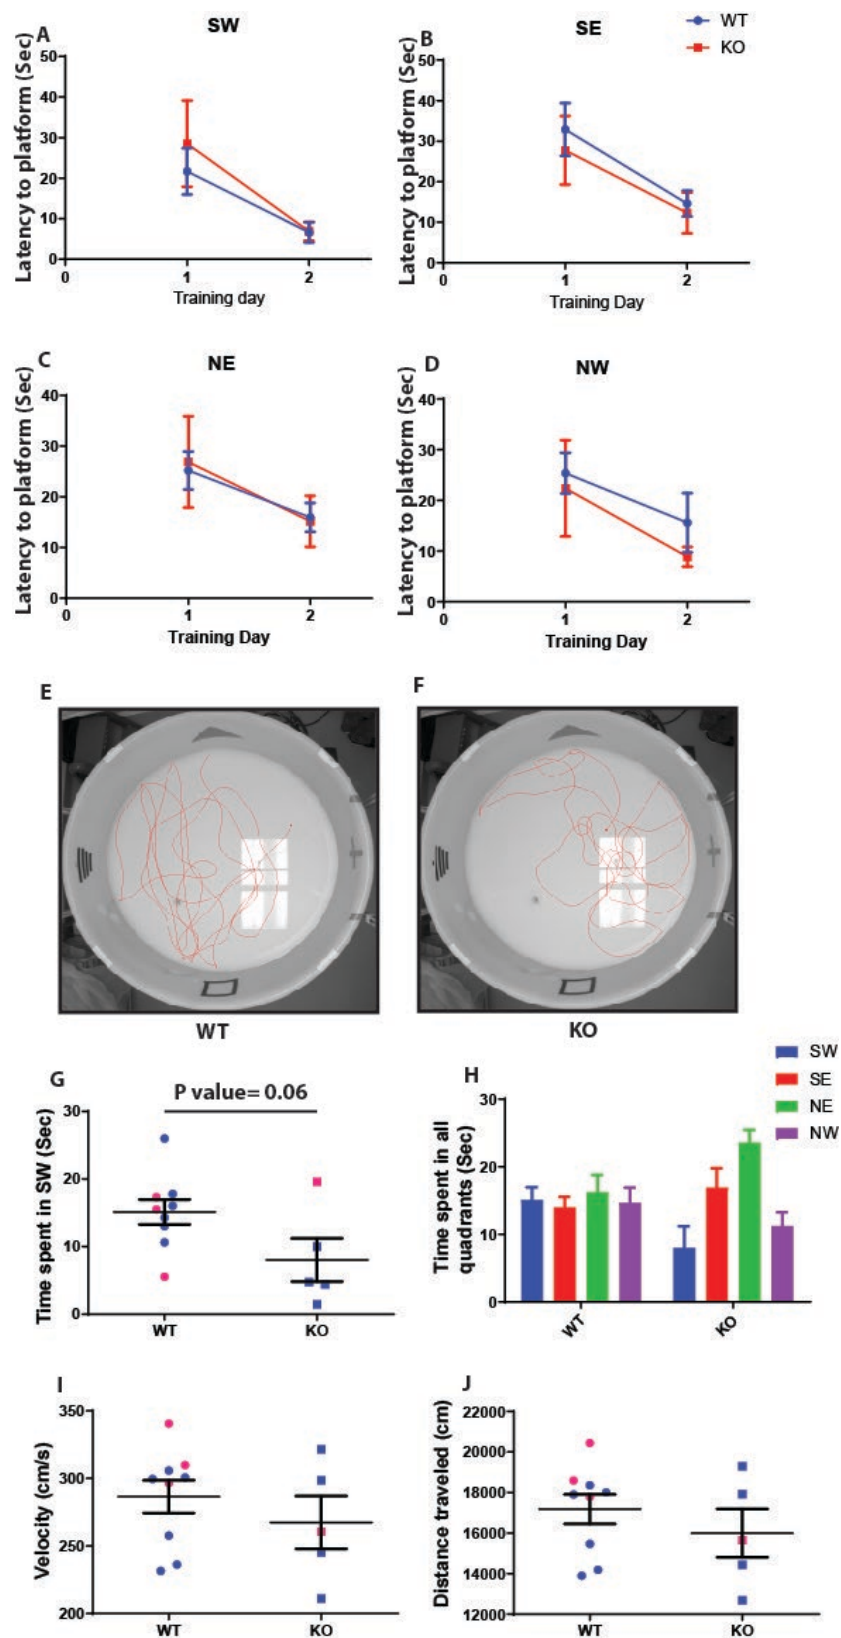 A
SW
Latency to platform (Sec)
50
40
30
20
10
0
0
1
2
Training day
B
SE
WT
KO
Latency to platform (Sec)
50
40
30
20
10
0
0
1
2
Training Day
C
NE
Latency to platform (Sec)
40
30
20
10
0
0
1
2
Training Day
D
NW
Latency to platform (Sec)
40
30
20
10
0
0
1
2
Training Day
E
WT
F
KO
G
P value= 0.06
Time spent in SW (Sec)
30
20
10
0
WT
KO
H
SW
SE
NE
NW
Time spent in all
quadrants (Sec)
30
20
10
0
WT
KO
I
Velocity (cm/s)
350
300
250
200
WT
KO
J
Distance traveled (cm)
22000
20000
18000
16000
14000
12000
WT
KO